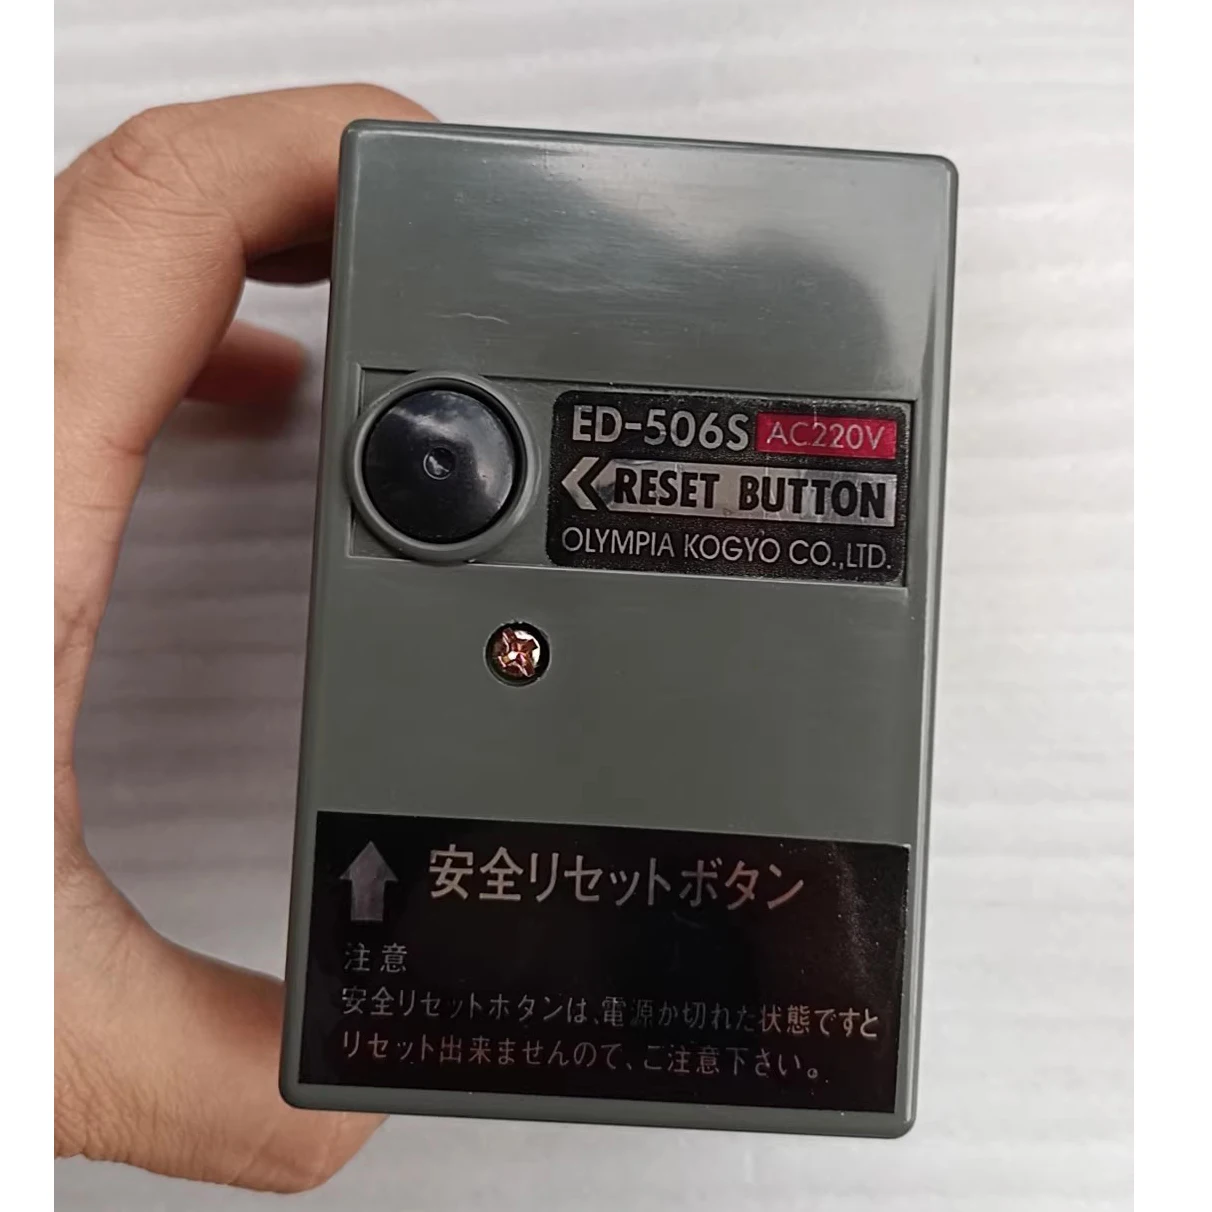 ED-506S AC220V
RESET BUTTON
OLYMPIA KOGYO CO.,LTD.
安全リセットボタン
注意
安全リセットホタンは、電源か切れた状態ですと
リセット出来ませんので、ご注意下さい。